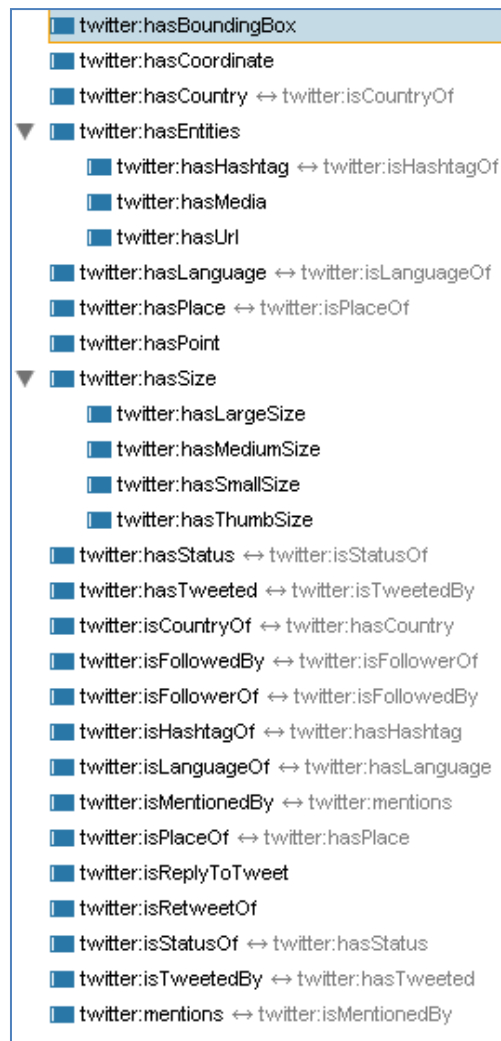 twitter:hasBoundingBox
twitter:hasCoordinate
twitter:hasCountry ↔ twitter:isCountryOf
twitter:hasEntities
twitter:hasHashtag ↔ twitter:isHashtagOf
twitter:hasMedia
twitter:hasUrl
twitter:hasLanguage ↔ twitter:isLanguageOf
twitter:hasPlace ↔ twitter:isPlaceOf
twitter:hasPoint
twitter:hasSize
twitter:hasLargeSize
twitter:hasMediumSize
twitter:hasSmallSize
twitter:hasThumbSize
twitter:hasStatus ↔ twitter:isStatusOf
twitter:hasTweeted ↔ twitter:isTweetedBy
twitter:isCountryOf ↔ twitter:hasCountry
twitter:isFollowedBy ↔ twitter:isFollowerOf
twitter:isFollowerOf ↔ twitter:isFollowedBy
twitter:isHashtagOf ↔ twitter:hasHashtag
twitter:isLanguageOf ↔ twitter:hasLanguage
twitter:isMentionedBy ↔ twitter:mentions
twitter:isPlaceOf ↔ twitter:hasPlace
twitter:isReplyToTweet
twitter:isRetweetOf
twitter:isStatusOf ↔ twitter:hasStatus
twitter:isTweetedBy ↔ twitter:hasTweeted
twitter:mentions ↔ twitter:isMentionedBy